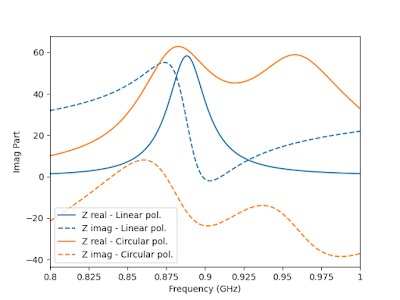 60
40
20
0
−20
−40
Imag Part
Z real - Linear pol.
Z imag - Linear pol.
Z real - Circular pol.
Z imag - Circular pol.
0.8 0.825 0.85 0.875 0.9 0.925 0.95 0.975 1
Frequency (GHz)